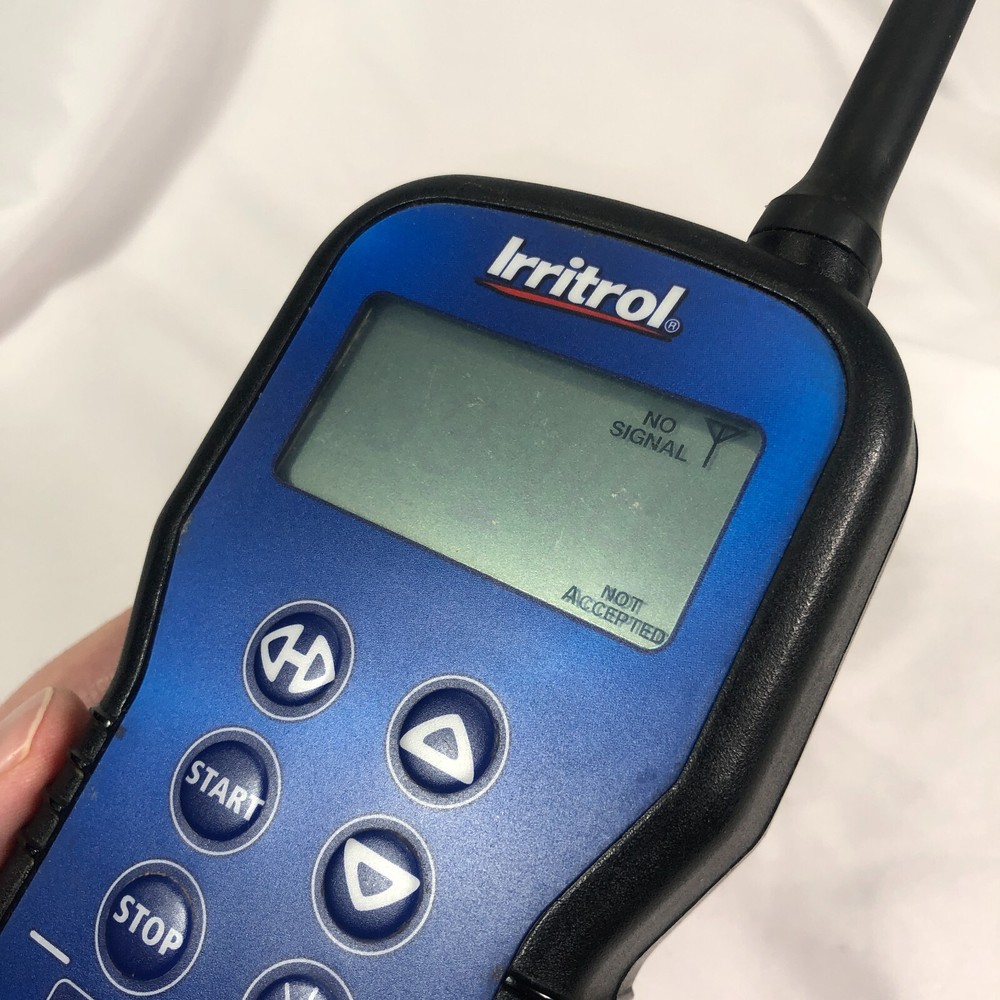 Irritrol®
NO
SIGNAL
NOT
ACCEPTED
START
STOP